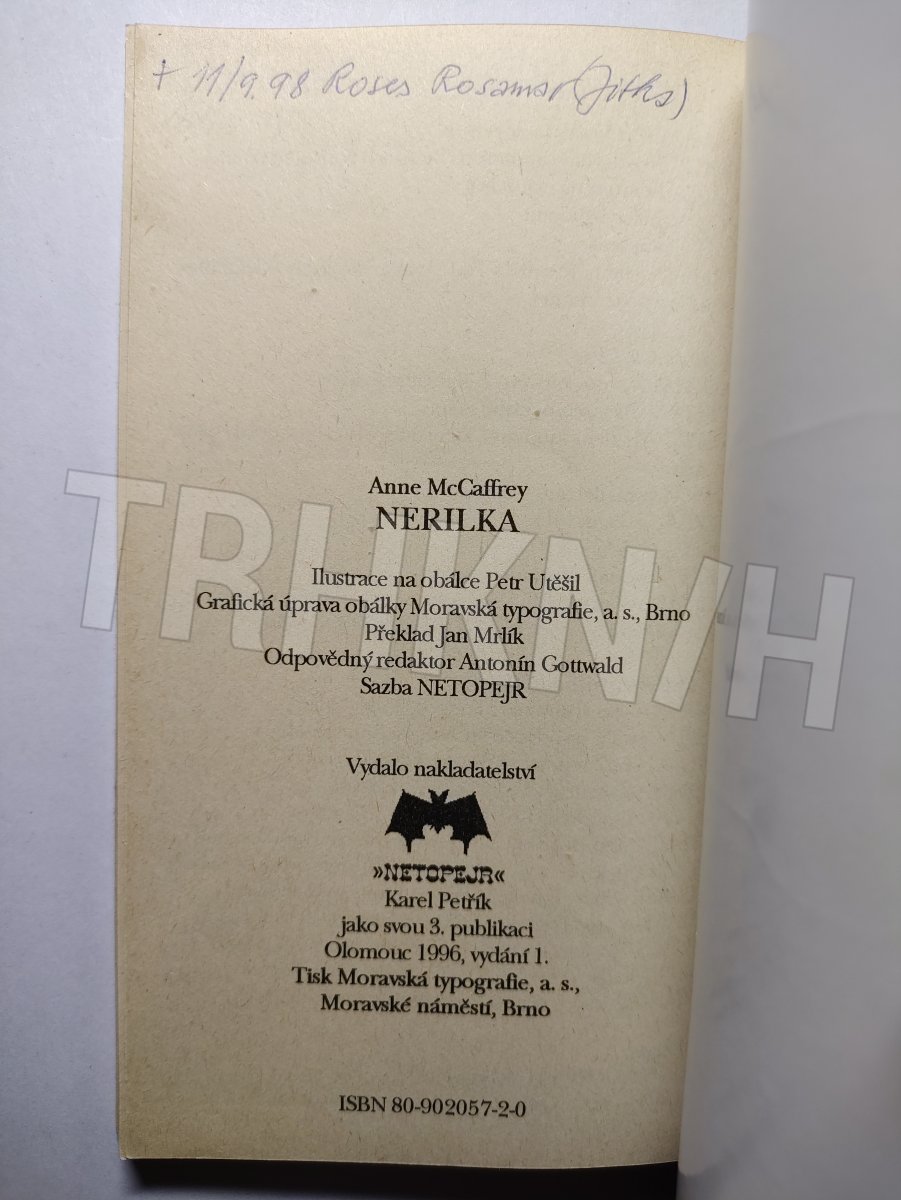 + 11/9.98 Roses Rosamar (Jitka)
Anne McCaffrey
NERILKA
Ilustrace na obálce Petr Utěšil
Grafická úprava obálky Moravská typografie, a. s., Brno
Překlad Jan Mrlík
Odpovědný redaktor Antonín Gottwald
Sazba NETOPEJR
Vydalo nakladatelství
»NETOPEJR«
Karel Petřík
jako svou 3. publikaci
Olomouc 1996, vydání 1.
Tisk Moravská typografie, a. s.,
Moravské náměstí, Brno
ISBN 80-902057-2-0
TRHKNIH